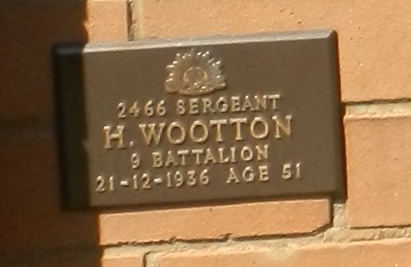 2466 SERGEANT
H. WOOTTON
9 BATTALION
21-12-1936 AGE 51